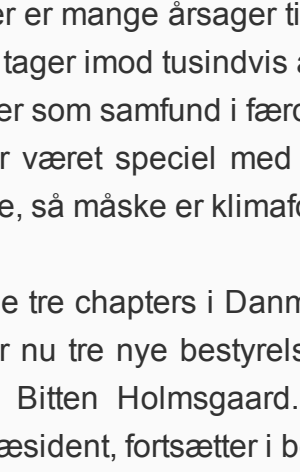 er er mange årsager ti
tager imod tusindvis a
er som samfund i færd
r været speciel med
e, så måske er klimafo
e tre chapters i Danm
r nu tre nye bestyrels
Bitten Holmsgaard.
æsident, fortsætter i b